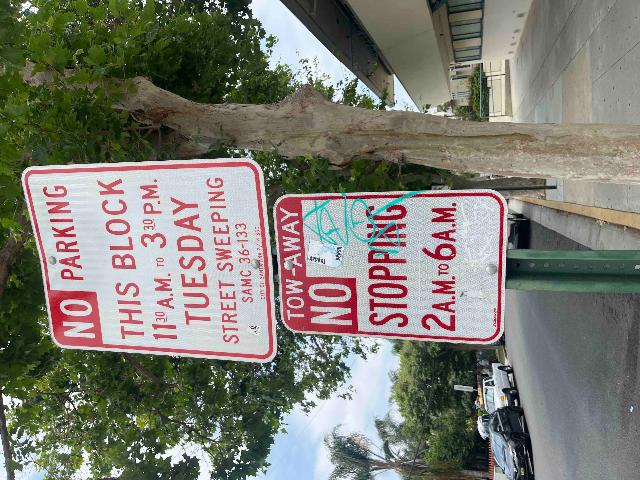 NO PARKING
THIS BLOCK
11 30 A.M. TO 3 30 P.M.
TUESDAY
STREET SWEEPING
SAMC 36-133
TOW-AWAY
NO
STOPPING
2 A.M. TO 6 A.M.